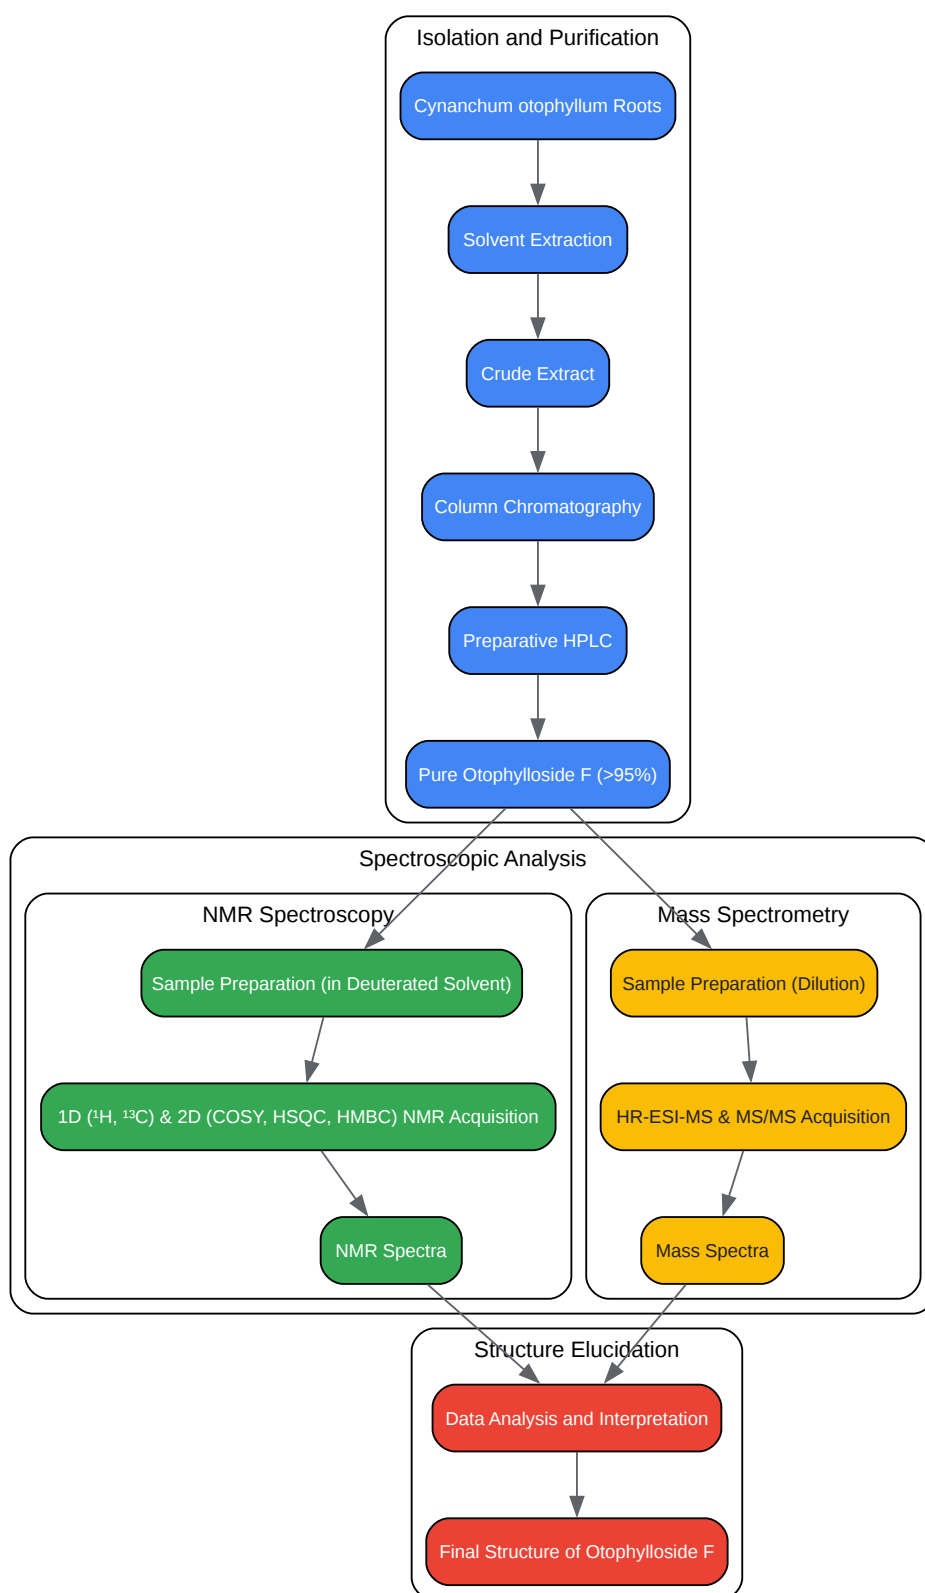 Isolation and Purification
Cynanchum otophyllum Roots
Solvent Extraction
Crude Extract
Column Chromatography
Preparative HPLC
Pure Otophylloside F (>95%)
Spectroscopic Analysis
NMR Spectroscopy
Mass Spectrometry
Sample Preparation (in Deuterated Solvent)
Sample Preparation (Dilution)
1D (¹H, ¹³C) & 2D (COSY, HSQC, HMBC) NMR Acquisition
HR-ESI-MS & MS/MS Acquisition
NMR Spectra
Mass Spectra
Structure Elucidation
Data Analysis and Interpretation
Final Structure of Otophylloside F